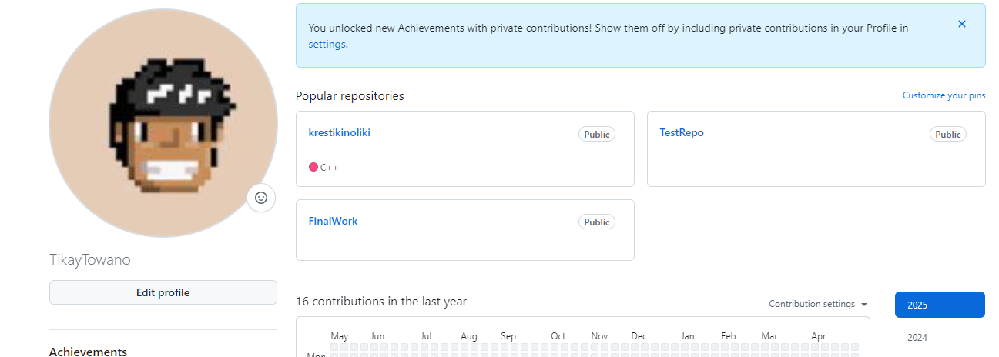 You unlocked new Achievements with private contributions! Show them off by including private contributions in your Profile in
settings.
Popular repositories
Customize your pins
krestikinoliki
Public
C++
TestRepo
Public
FinalWork
Public
TikayTowano
Edit profile
Achievements
16 contributions in the last year
Contribution settings
2025
2024
May Jun Jul Aug Sep Oct Nov Dec Jan Feb Mar Apr
Mon